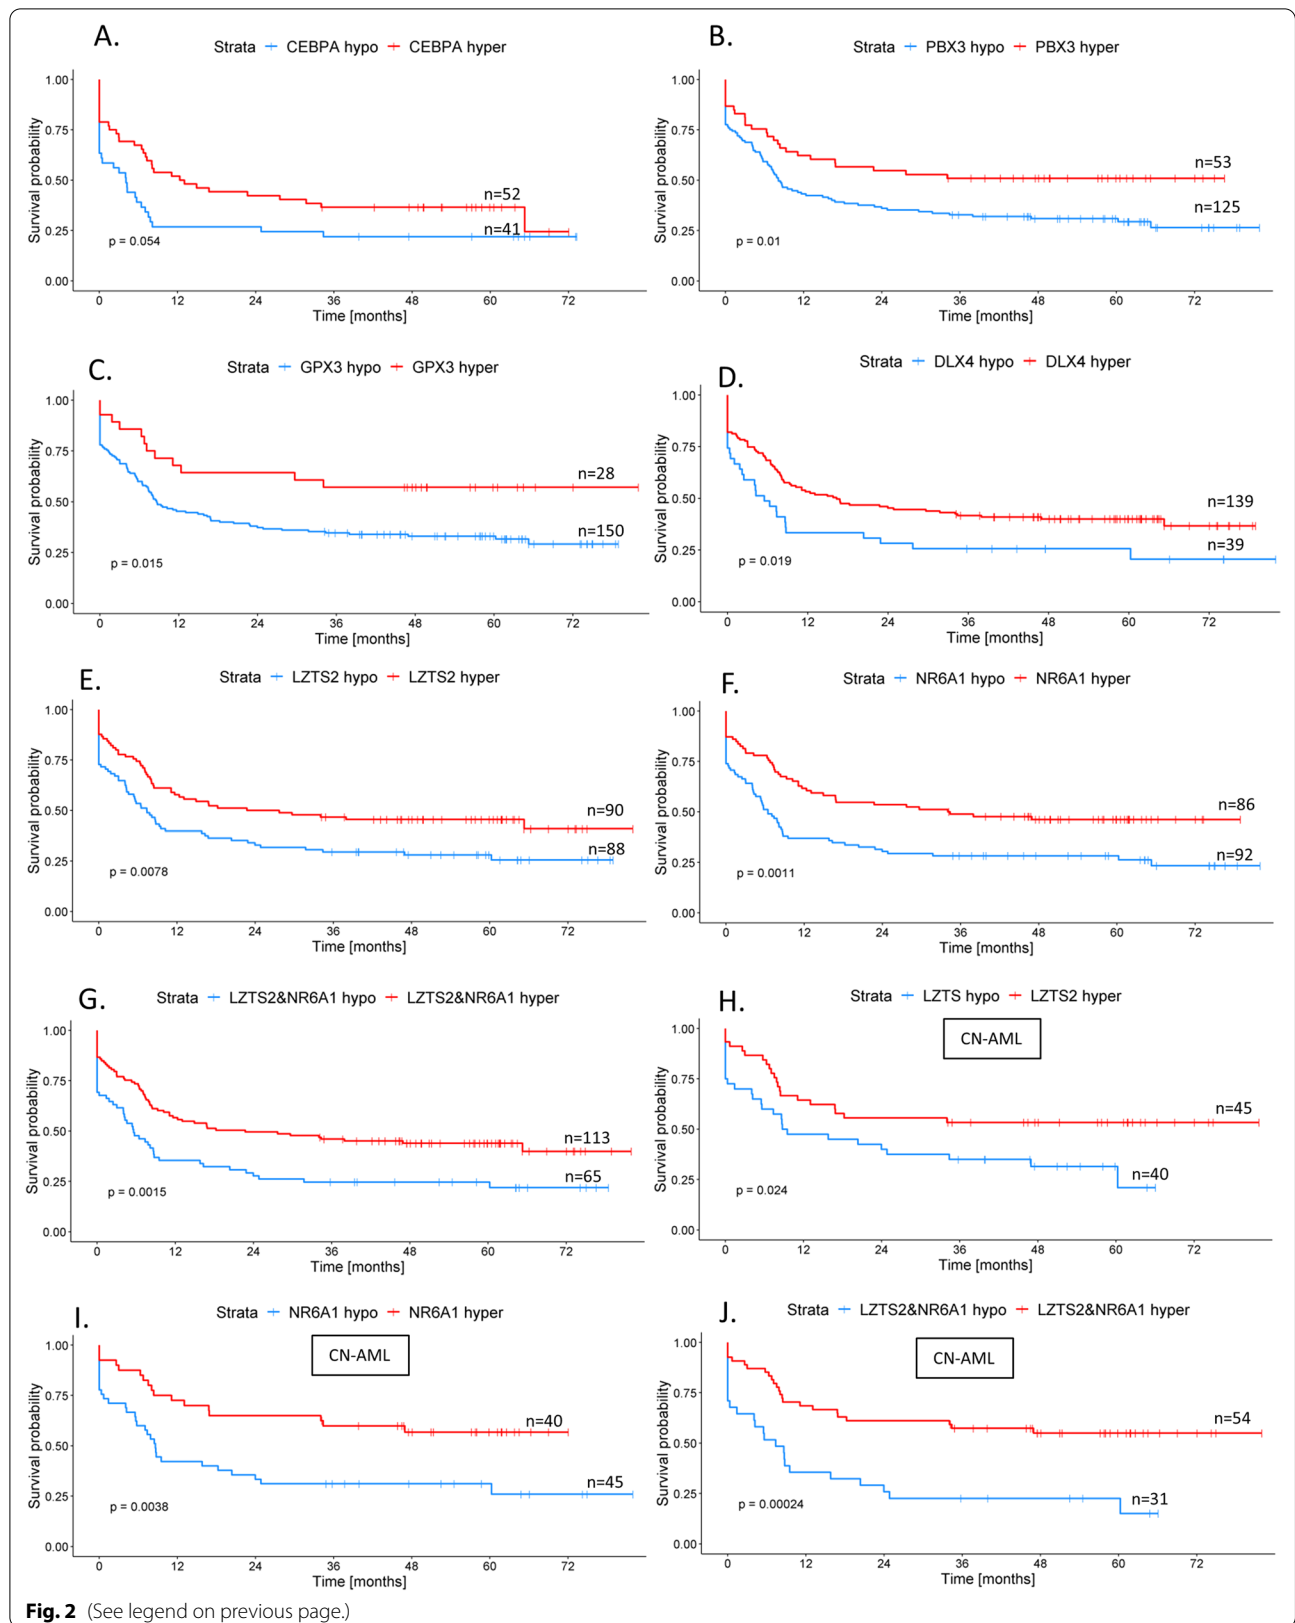 A.
Strata CEBPA hypo CEBPA hyper
Survival probability
1.00
0.75
0.50
0.25
0.00
n=52
n=41
p = 0.054
0 12 24 36 48 60 72
Time [months]
B.
Strata PBX3 hypo PBX3 hyper
Survival probability
1.00
0.75
0.50
0.25
0.00
n=53
n=125
p = 0.01
0 12 24 36 48 60 72
Time [months]
C.
Strata GPX3 hypo GPX3 hyper
Survival probability
1.00
0.75
0.50
0.25
0.00
n=28
n=150
p = 0.015
0 12 24 36 48 60 72
Time [months]
D.
Strata DLX4 hypo DLX4 hyper
Survival probability
1.00
0.75
0.50
0.25
0.00
n=139
n=39
p = 0.019
0 12 24 36 48 60 72
Time [months]
E.
Strata LZTS2 hypo LZTS2 hyper
Survival probability
1.00
0.75
0.50
0.25
0.00
n=90
n=88
p = 0.0078
0 12 24 36 48 60 72
Time [months]
F.
Strata NR6A1 hypo NR6A1 hyper
Survival probability
1.00
0.75
0.50
0.25
0.00
n=86
n=92
p = 0.0011
0 12 24 36 48 60 72
Time [months]
G.
Strata LZTS2&NR6A1 hypo LZTS2&NR6A1 hyper
Survival probability
1.00
0.75
0.50
0.25
0.00
n=113
n=65
p = 0.0015
0 12 24 36 48 60 72
Time [months]
H.
Strata LZTS hypo LZTS2 hyper
CN-AML
Survival probability
1.00
0.75
0.50
0.25
0.00
n=45
n=40
p = 0.024
0 12 24 36 48 60 72
Time [months]
I.
Strata NR6A1 hypo NR6A1 hyper
CN-AML
Survival probability
1.00
0.75
0.50
0.25
0.00
n=40
n=45
p = 0.0038
0 12 24 36 48 60 72
Time [months]
J.
Strata LZTS2&NR6A1 hypo LZTS2&NR6A1 hyper
CN-AML
Survival probability
1.00
0.75
0.50
0.25
0.00
n=54
n=31
p = 0.00024
0 12 24 36 48 60 72
Time [months]
Fig. 2 (See legend on previous page.)